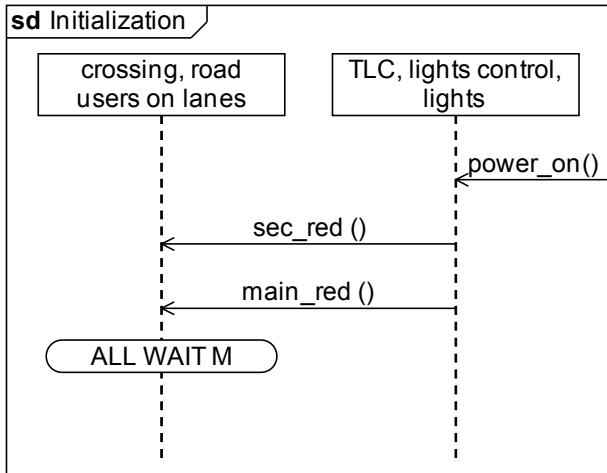 sd Initialization
crossing, road
users on lanes
TLC, lights control,
lights
power_on()
sec_red ()
main_red ()
ALL WAIT M